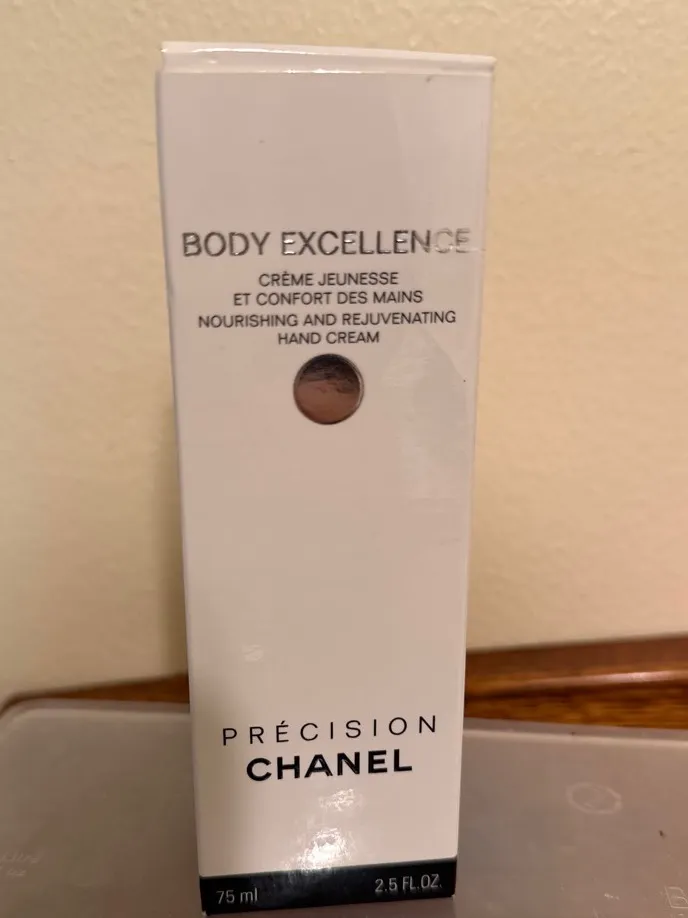 BODY EXCELLENCE
CRÈME JEUNESSE
ET CONFORT DES MAINS
NOURISHING AND REJUVENATING
HAND CREAM
PRÉCISION
CHANEL
75 ml 2.5 FL.OZ.